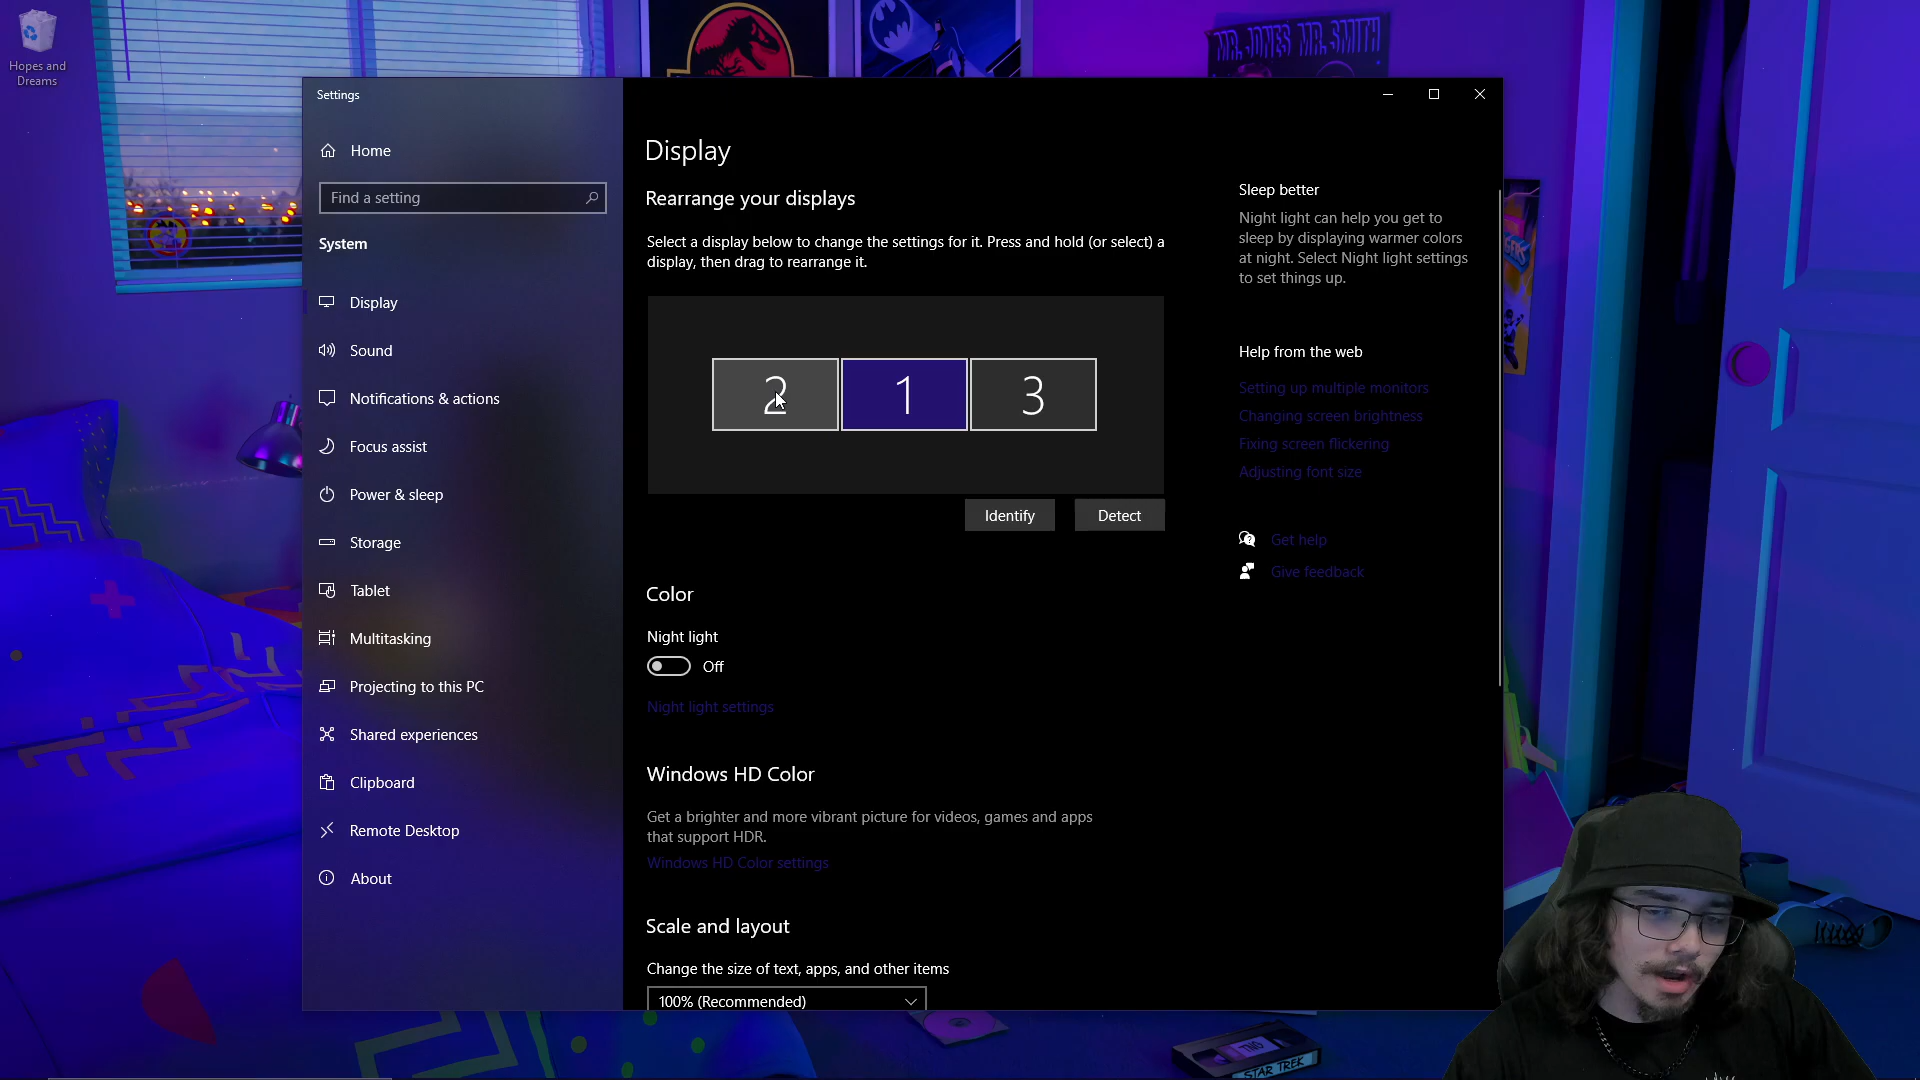 Hopes and
Dreams
MR. JONES MR. SMITH
Settings
Home
Find a setting
System
Display
Sound
Notifications & actions
Focus assist
Power & sleep
Storage
Tablet
Multitasking
Projecting to this PC
Shared experiences
Clipboard
Remote Desktop
About
Display
Rearrange your displays
Select a display below to change the settings for it. Press and hold (or select) a
display, then drag to rearrange it.
2 1 3
Identify Detect
Color
Night light
Off
Night light settings
Windows HD Color
Get a brighter and more vibrant picture for videos, games and apps
that support HDR.
Windows HD Color settings
Scale and layout
Change the size of text, apps, and other items
100% (Recommended)
Sleep better
Night light can help you get to
sleep by displaying warmer colors
at night. Select Night light settings
to set things up.
Help from the web
Setting up multiple monitors
Changing screen brightness
Fixing screen flickering
Adjusting font size
Get help
Give feedback
TNG
STAR TREK